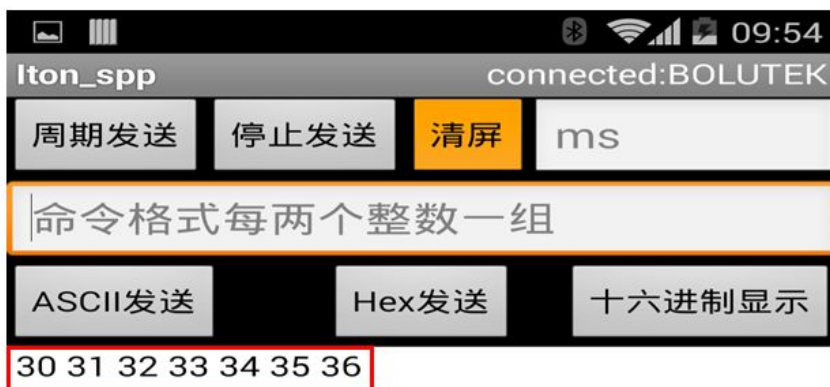 09:54
lton_spp connected:BOLUTEK
周期发送 停止发送 清屏 ms
命令格式每两个整数一组
ASCII发送 Hex发送 十六进制显示
30 31 32 33 34 35 36